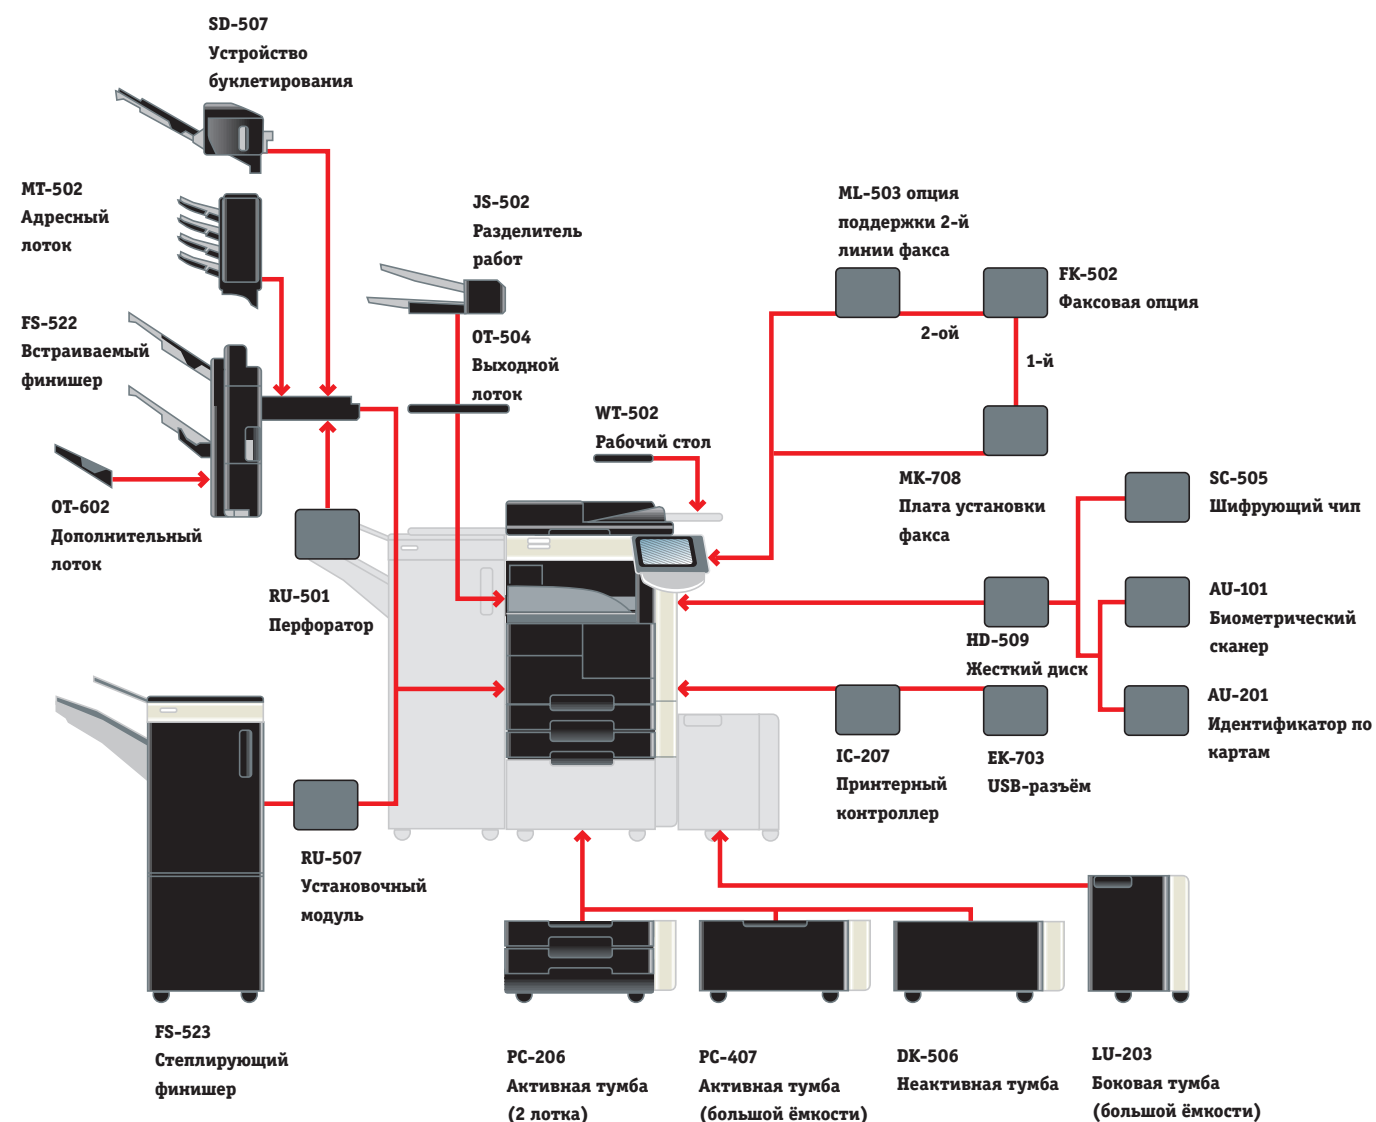 SD-507
Устройство
буклетирования
MT-502
Адресный
лоток
FS-522
Встраиваемый
финишер
OT-602
Дополнительный
лоток
RU-501
Перфоратор
JS-502
Разделитель
работ
OT-504
Выходной
лоток
WT-502
Рабочий стол
ML-503 опция
поддержки 2-й
линии факса
FK-502
Факсовая опция
2-ой
1-й
MK-708
Плата установки
факса
SC-505
Шифрующий чип
AU-101
Биометрический
сканер
HD-509
Жесткий диск
AU-201
Идентификатор по
картам
IC-207
Принтерный
контроллер
EK-703
USB-разъём
RU-507
Установочный
модуль
FS-523
Степлирующий
финишер
PC-206
Активная тумба
(2 лотка)
PC-407
Активная тумба
(большой ёмкости)
DK-506
Неактивная тумба
LU-203
Боковая тумба
(большой ёмкости)